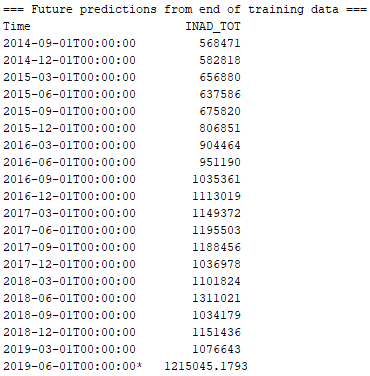 === Future predictions from end of training data ===
Time INAD_TOT
2014-09-01T00:00:00 568471
2014-12-01T00:00:00 582818
2015-03-01T00:00:00 656880
2015-06-01T00:00:00 637586
2015-09-01T00:00:00 675820
2015-12-01T00:00:00 806851
2016-03-01T00:00:00 904464
2016-06-01T00:00:00 951190
2016-09-01T00:00:00 1035361
2016-12-01T00:00:00 1113019
2017-03-01T00:00:00 1149372
2017-06-01T00:00:00 1195503
2017-09-01T00:00:00 1188456
2017-12-01T00:00:00 1036978
2018-03-01T00:00:00 1101824
2018-06-01T00:00:00 1311021
2018-09-01T00:00:00 1034179
2018-12-01T00:00:00 1151436
2019-03-01T00:00:00 1076643
2019-06-01T00:00:00* 1215045.1793